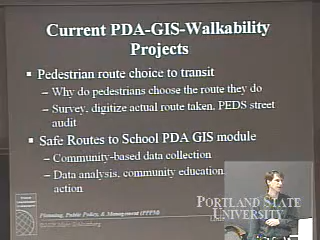 Current PDA-GIS-Walkability
Projects
Pedestrian route choice to transit
– Why do pedestrians choose the route they do
– Survey, digitize actual route taken, PEDS street
audit
Safe Routes to School PDA GIS module
– Community-based data collection
– Data analysis, community education,
action
PORTLAND STATE
UNIVERSITY
Planning, Public Policy, & Management (PPPM)